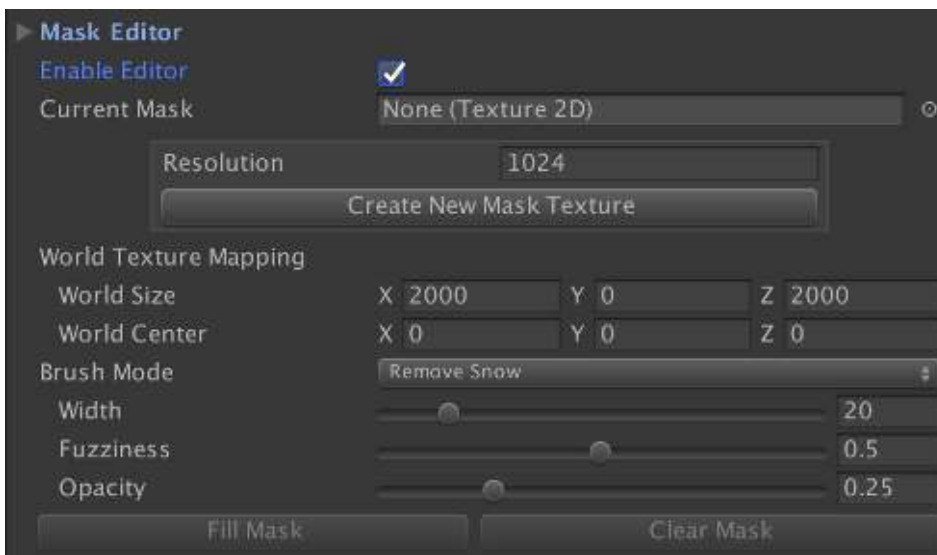 Mask Editor
Enable Editor
Current Mask None (Texture 2D)
Resolution 1024
Create New Mask Texture
World Texture Mapping
World Size X 2000 Y 0 Z 2000
World Center X 0 Y 0 Z 0
Brush Mode Remove Snow
Width 20
Fuzziness 0.5
Opacity 0.25
Fill Mask Clear Mask